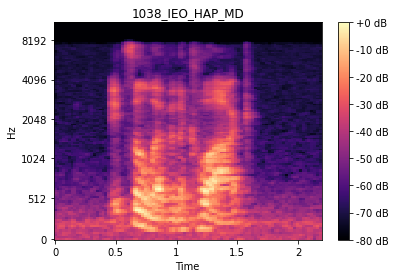 1038_IEO_HAP_MD
+0 dB
8192
-10 dB
4096
-20 dB
-30 dB
2048
-40 dB
Hz
1024
-50 dB
512
-60 dB
-70 dB
0
-80 dB
0
0.5
1
1.5
2
Time